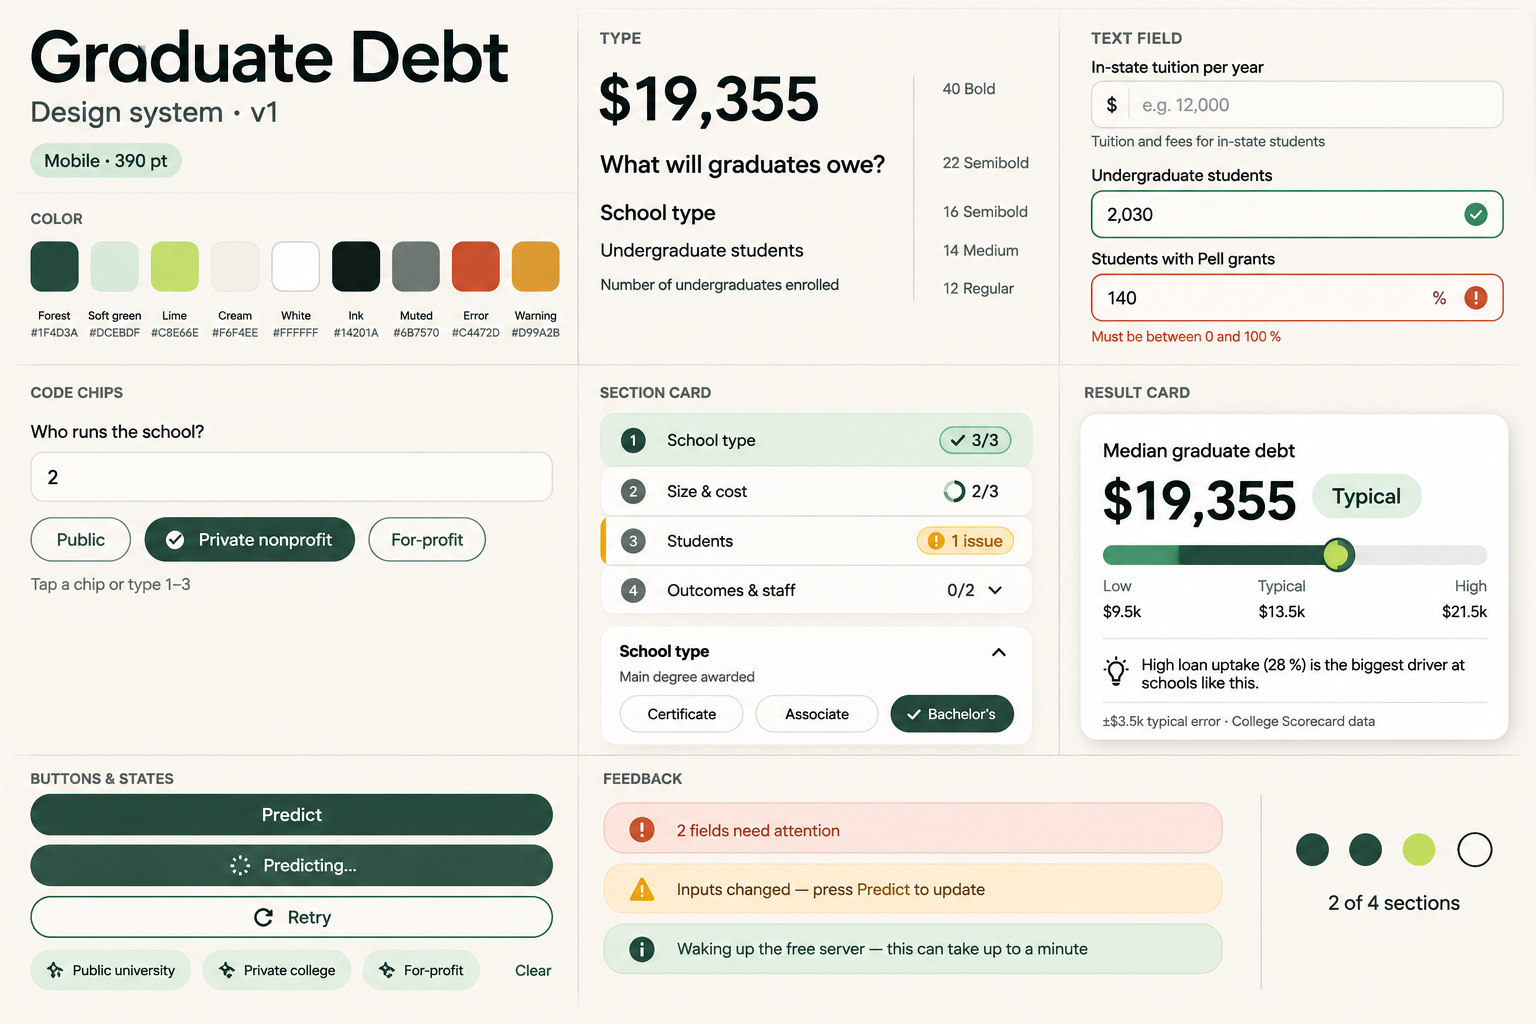 Graduate Debt
Design system · v1
Mobile · 390 pt
COLOR
Forest
#1F4D3A
Soft green
#DCEBDF
Lime
#C8E66E
Cream
#F6F4EE
White
#FFFFFF
Ink
#14201A
Muted
#6B7570
Error
#C4472D
Warning
#D99A2B
TYPE
$19,355
40 Bold
What will graduates owe?
22 Semibold
School type
16 Semibold
Undergraduate students
14 Medium
Number of undergraduates enrolled
12 Regular
TEXT FIELD
In-state tuition per year
$ e.g. 12,000
Tuition and fees for in-state students
Undergraduate students
2,030
Students with Pell grants
140 %
Must be between 0 and 100 %
CODE CHIPS
Who runs the school?
2
Public
Private nonprofit
For-profit
Tap a chip or type 1–3
SECTION CARD
1 School type 3/3
2 Size & cost 2/3
3 Students 1 issue
4 Outcomes & staff 0/2
School type
Main degree awarded
Certificate
Associate
Bachelor's
RESULT CARD
Median graduate debt
$19,355 Typical
Low Typical High
$9.5k $13.5k $21.5k
High loan uptake (28 %) is the biggest driver at
schools like this.
±$3.5k typical error · College Scorecard data
BUTTONS & STATES
Predict
Predicting...
Retry
Public university
Private college
For-profit
Clear
FEEDBACK
2 fields need attention
Inputs changed — press Predict to update
Waking up the free server — this can take up to a minute
2 of 4 sections